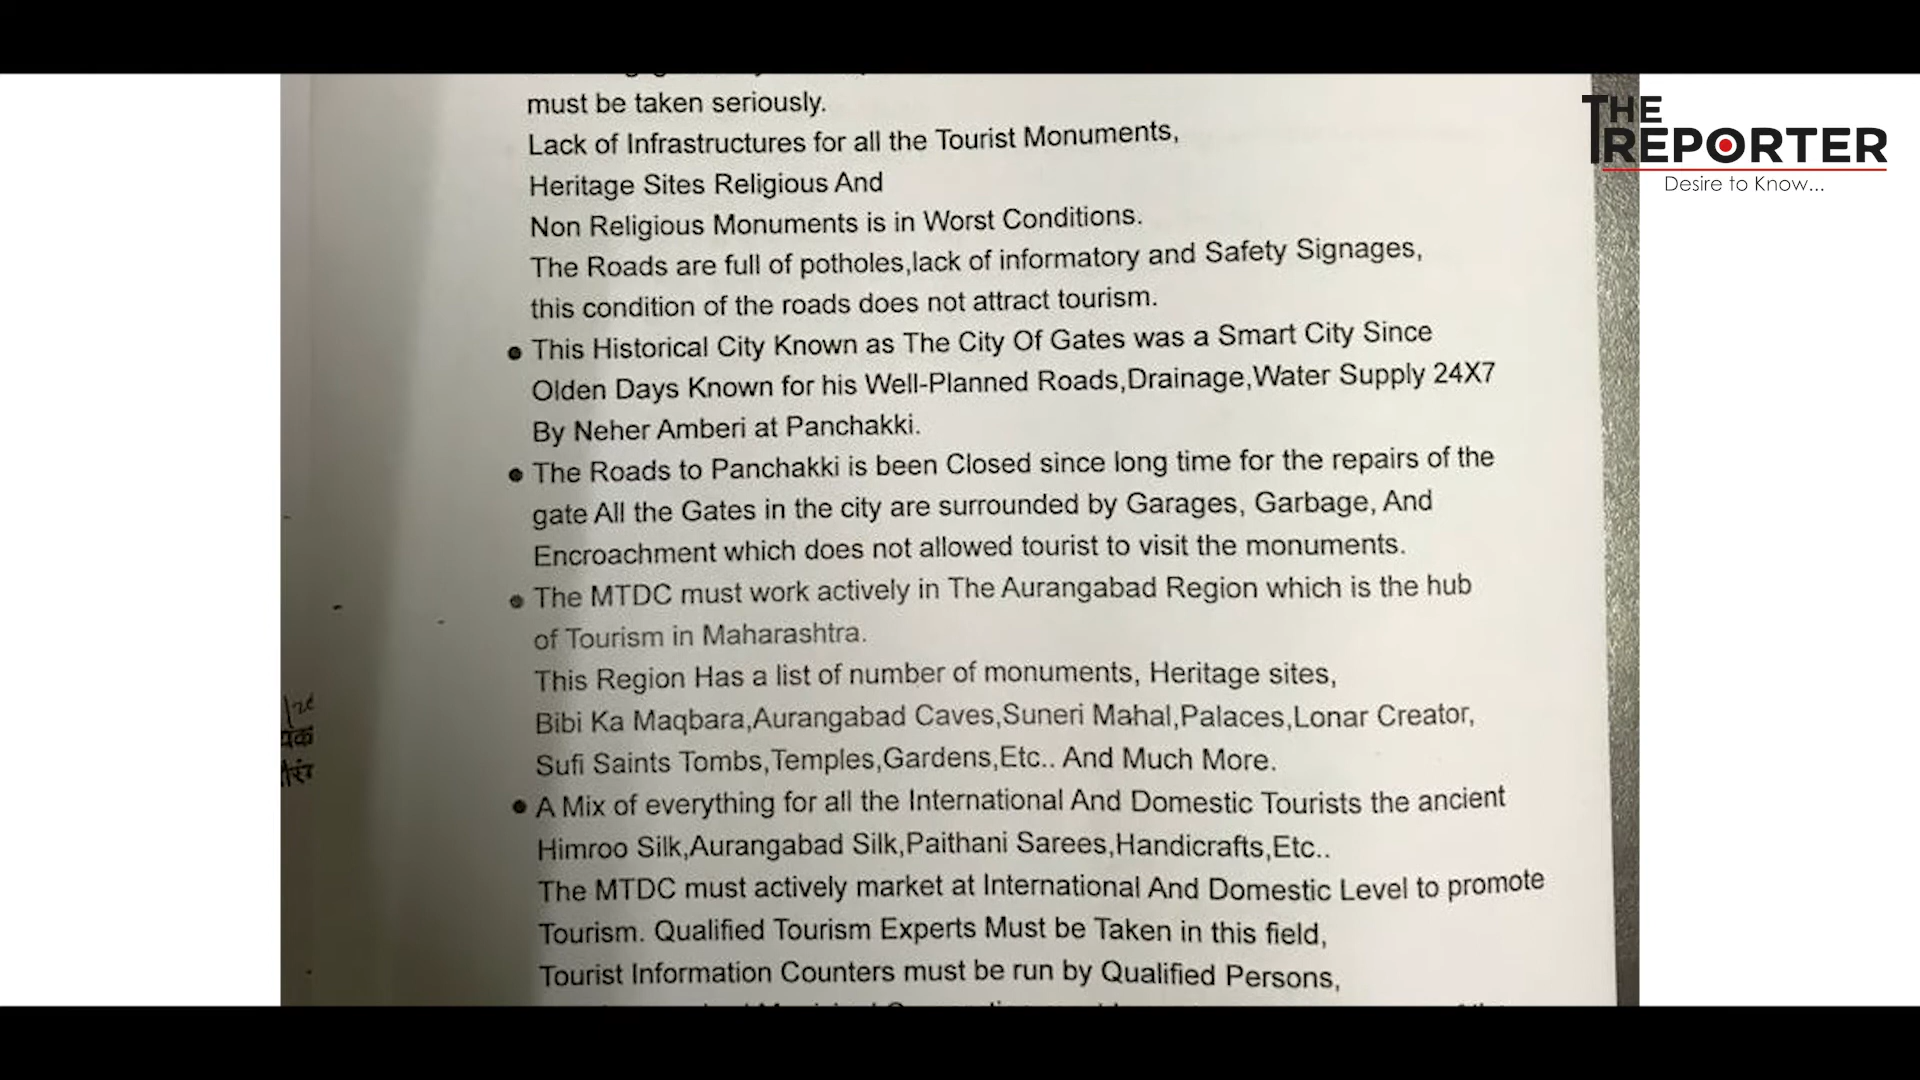 must be taken seriously.
Lack of Infrastructures for all the Tourist Monuments,
Heritage Sites Religious And
Non Religious Monuments is in Worst Conditions.
The Roads are full of potholes,lack of informatory and Safety Signages,
this condition of the roads does not attract tourism.
● This Historical City Known as The City Of Gates was a Smart City Since
Olden Days Known for his Well-Planned Roads,Drainage,Water Supply 24X7
By Neher Amberi at Panchakki.
● The Roads to Panchakki is been Closed since long time for the repairs of the
gate All the Gates in the city are surrounded by Garages, Garbage, And
Encroachment which does not allowed tourist to visit the monuments.
● The MTDC must work actively in The Aurangabad Region which is the hub
of Tourism in Maharashtra.
This Region Has a list of number of monuments, Heritage sites,
Bibi Ka Maqbara,Aurangabad Caves,Suneri Mahal,Palaces,Lonar Creator,
Sufi Saints Tombs,Temples,Gardens,Etc.. And Much More.
● A Mix of everything for all the International And Domestic Tourists the ancient
Himroo Silk,Aurangabad Silk,Paithani Sarees,Handicrafts,Etc..
The MTDC must actively market at International And Domestic Level to promote
Tourism. Qualified Tourism Experts Must be Taken in this field,
Tourist Information Counters must be run by Qualified Persons,
THE
REPORTER
Desire to Know...